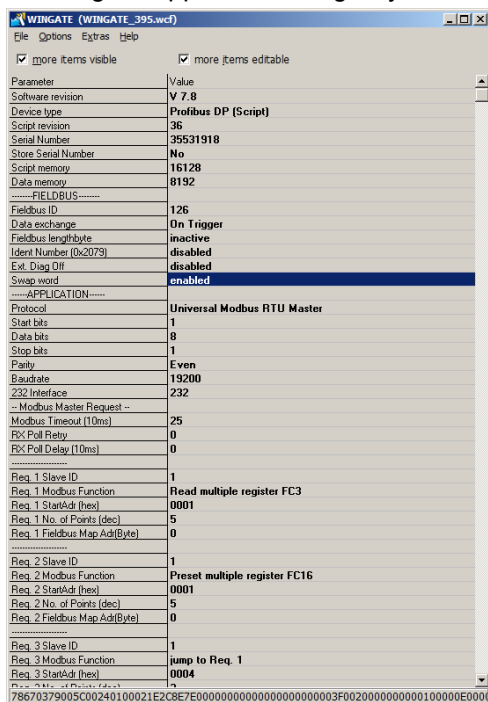 WINGATE (WINGATE_395.wcf)
File Options Extras Help
more items visible more items editable
Parameter Value
Software revision V 7.8
Device type Profibus DP (Script)
Script revision 36
Serial Number 35531918
Store Serial Number No
Script memory 16128
Data memory 8192
--------FIELDBUS--------
Fieldbus ID 126
Data exchange On Trigger
Fieldbus lengthbyte inactive
Ident Number (0x2079) disabled
Ext. Diag Off disabled
Swap word enabled
------APPLICATION------
Protocol Universal Modbus RTU Master
Start bits 1
Data bits 8
Stop bits 1
Parity Even
Baudrate 19200
232 Interface 232
-- Modbus Master Request --
Modbus Timeout (10ms) 25
RX Poll Retry 0
RX Poll Delay (10ms) 0
---------------------
Req. 1 Slave ID 1
Req. 1 Modbus Function Read multiple register FC3
Req. 1 StartAdr (hex) 0001
Req. 1 No. of Points (dec) 5
Req. 1 Fieldbus Map Adr(Byte) 0
---------------------
Req. 2 Slave ID 1
Req. 2 Modbus Function Preset multiple register FC16
Req. 2 StartAdr (hex) 0001
Req. 2 No. of Points (dec) 5
Req. 2 Fieldbus Map Adr(Byte) 0
---------------------
Req. 3 Slave ID 1
Req. 3 Modbus Function jump to Req. 1
Req. 3 StartAdr (hex) 0004